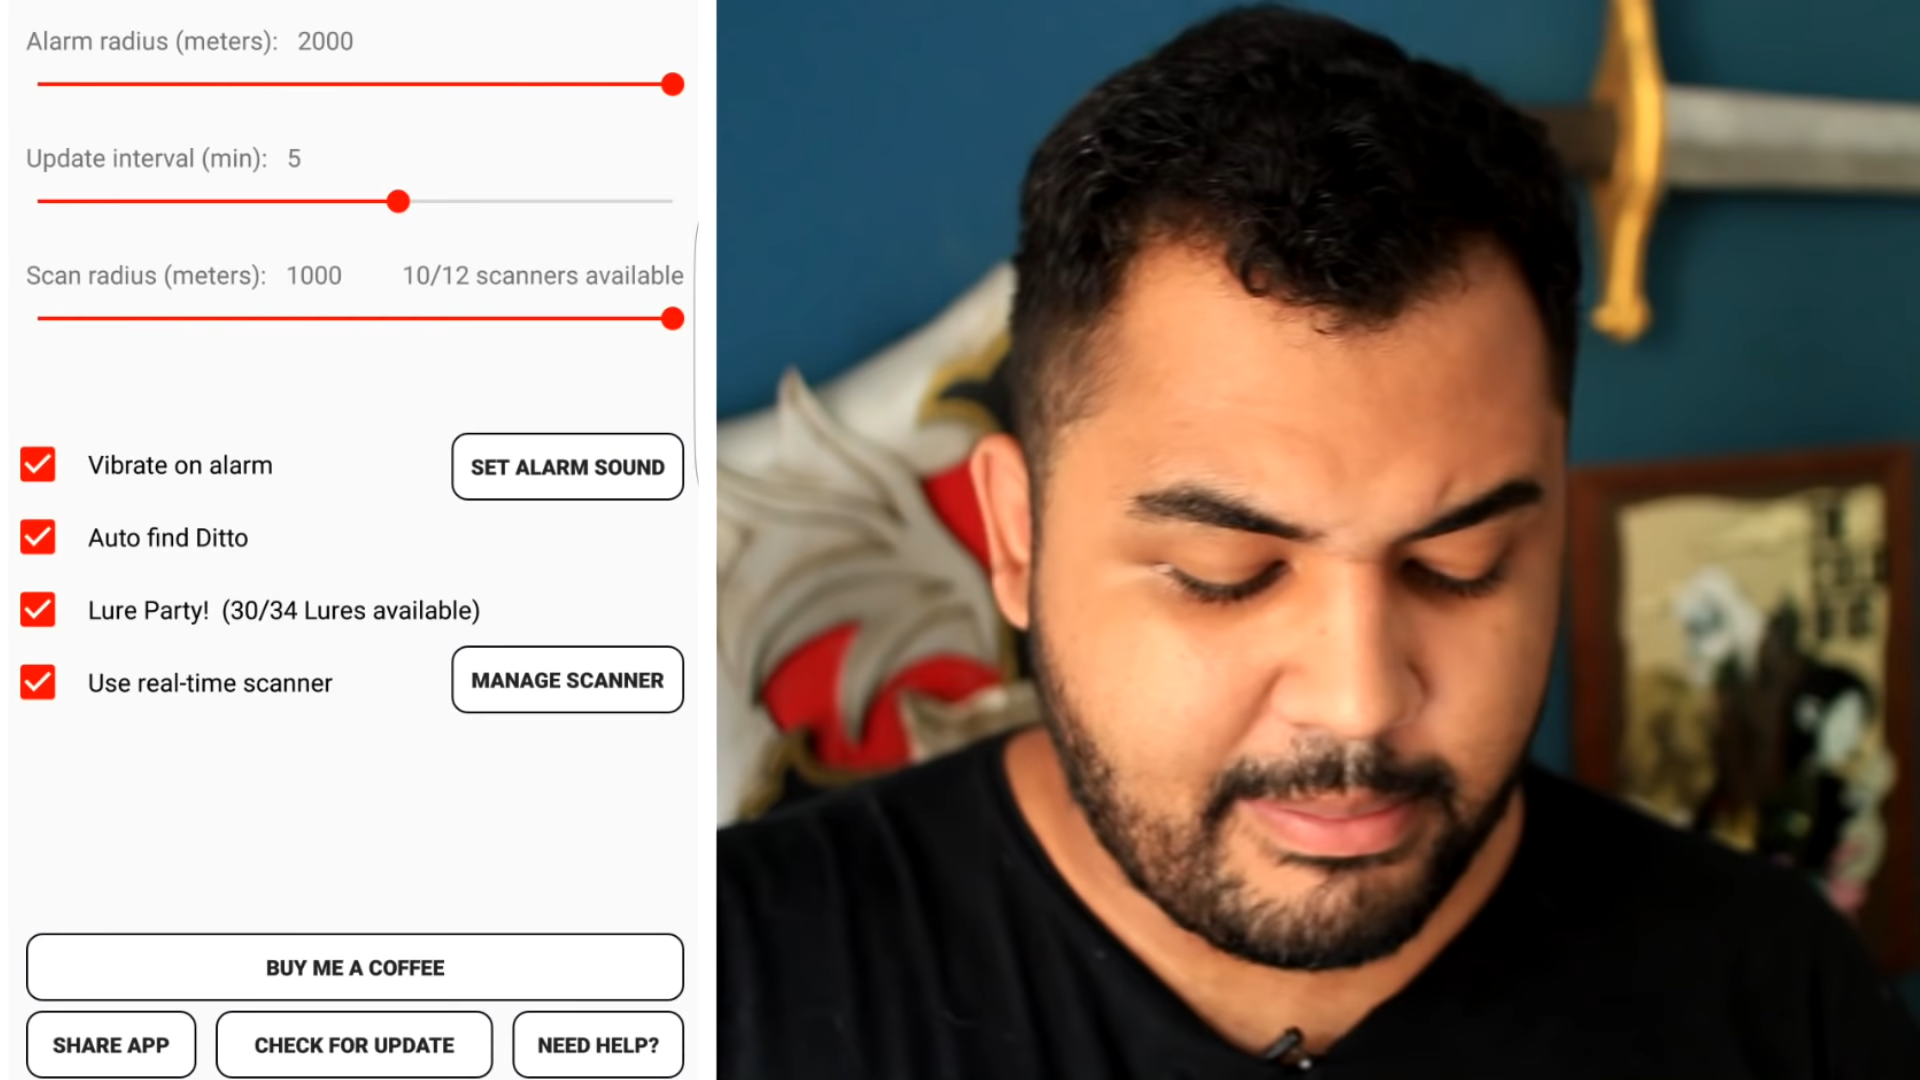 Alarm radius (meters): 2000
Update interval (min): 5
Scan radius (meters): 1000 10/12 scanners available
Vibrate on alarm SET ALARM SOUND
Auto find Ditto
Lure Party! (30/34 Lures available)
Use real-time scanner MANAGE SCANNER
BUY ME A COFFEE
SHARE APP CHECK FOR UPDATE NEED HELP?